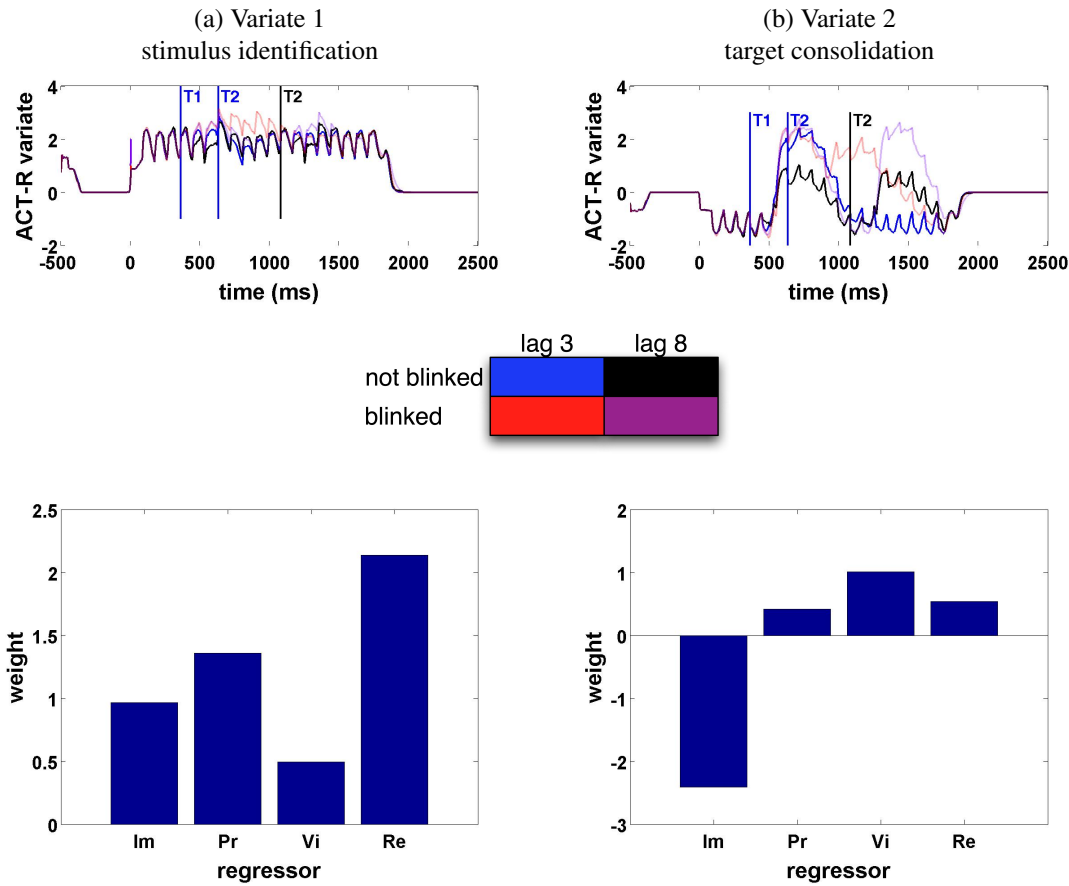 (a) Variate 1
stimulus identification
ACT-R variate
4
2
0
-2
T1
T2
T2
-500 0 500 1000 1500 2000 2500
time (ms)
(b) Variate 2
target consolidation
ACT-R variate
4
2
0
-2
T1
T2
T2
-500 0 500 1000 1500 2000 2500
time (ms)
lag 3 lag 8
not blinked
blinked
weight
2.5
2
1.5
1
0.5
0
Im Pr Vi Re
regressor
weight
2
1
0
-1
-2
-3
Im Pr Vi Re
regressor